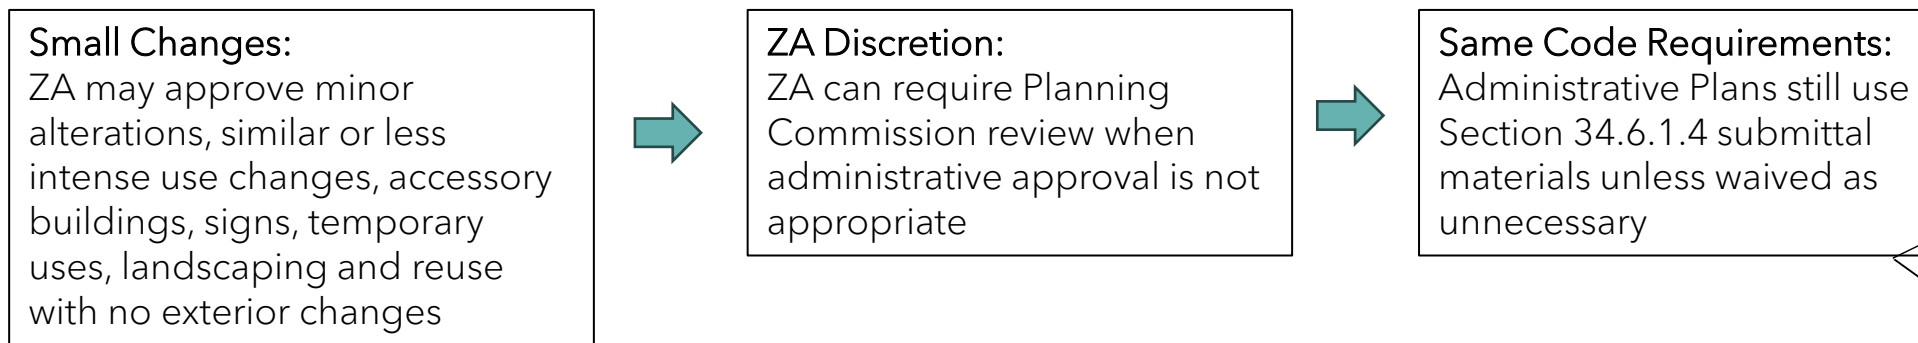 Small Changes:
ZA may approve minor
alterations, similar or less
intense use changes, accessory
buildings, signs, temporary
uses, landscaping and reuse
with no exterior changes
ZA Discretion:
ZA can require Planning
Commission review when
administrative approval is not
appropriate
Same Code Requirements:
Administrative Plans still use
Section 34.6.1.4 submittal
materials unless waived as
unnecessary